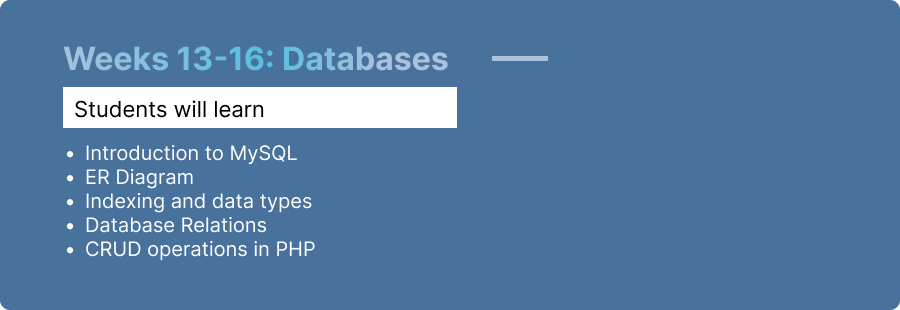 Weeks 13-16: Databases
Students will learn
• Introduction to MySQL
• ER Diagram
• Indexing and data types
• Database Relations
• CRUD operations in PHP